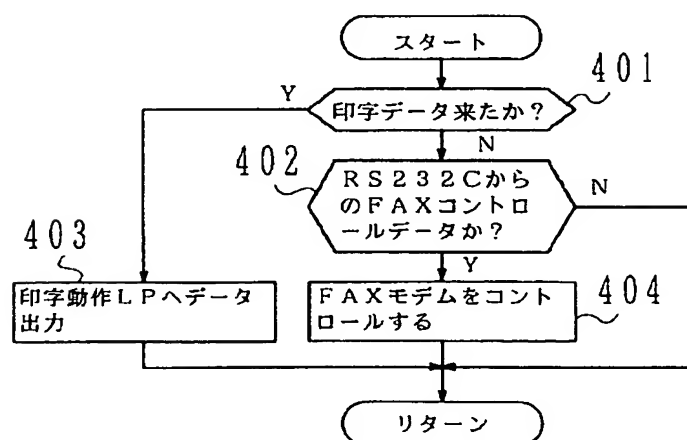 スタート
401
Y
印字データ来たか？
N
402
RS232Cから
のFAXコントロ
ールデータか？
N
Y
403
印字動作LPへデータ
出力
FAXモデムをコント
ロールする
404
リターン